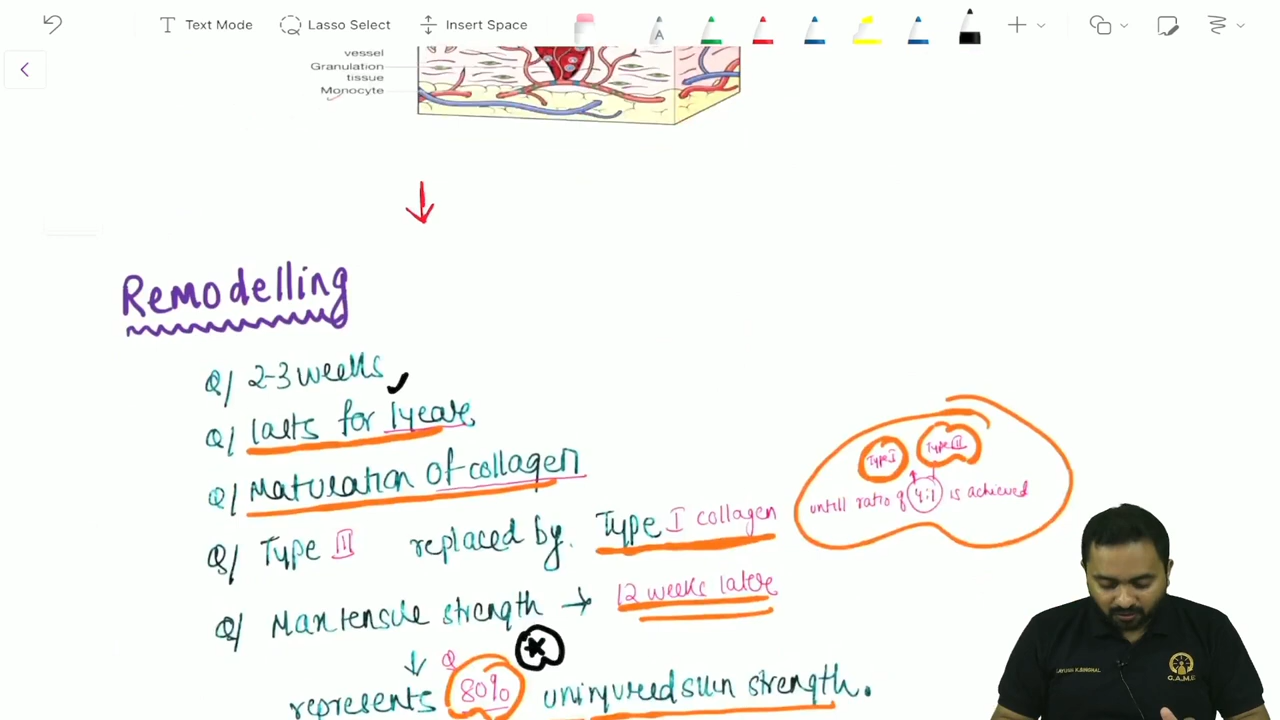 Text Mode
Lasso Select
Insert Space
A
vessel
Granulation
tissue
Monocyte
Remodelling
Q/ 2-3 weeks
Q/ lasts for 1 year
Q/ Maturation of collagen
Type I Type III
untill ratio of 4:1 is achieved
Q/ Type III replaced by. Type I collagen
Q/ Max tensile strength → 12 weeks later
↓ Q
represents 80% uninjured skin strength.
G.A.M.E